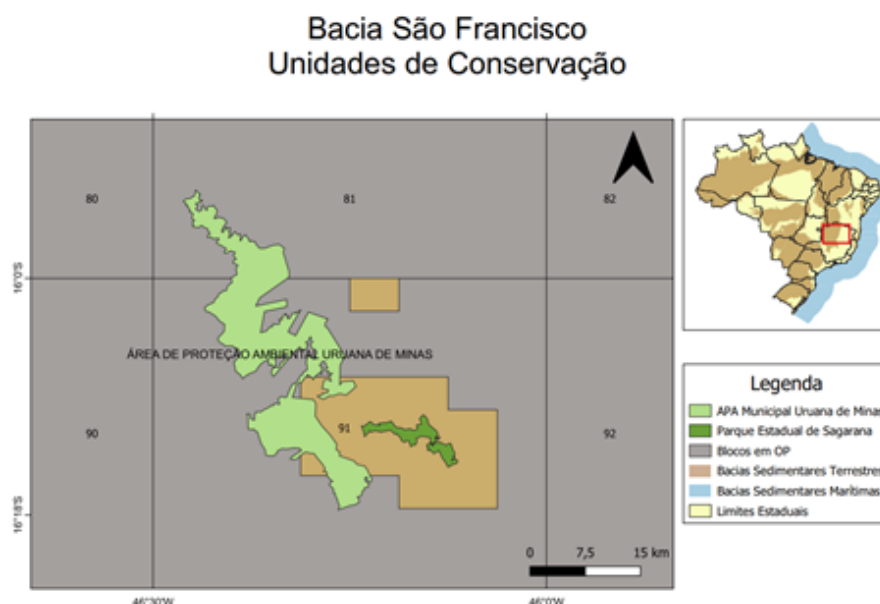 Bacia São Francisco
Unidades de Conservação
80
81
82
16°0'S
ÁREA DE PROTEÇÃO AMBIENTAL URUANA DE MINAS
90
91
92
16°18'S
0 7,5 15 km
46°30'W
46°0'W
Legenda
APA Municipal Uruana de Minas
Parque Estadual de Sagarana
Blocos em OP
Bacias Sedimentares Terrestres
Bacias Sedimentares Marítimas
Limites Estaduais